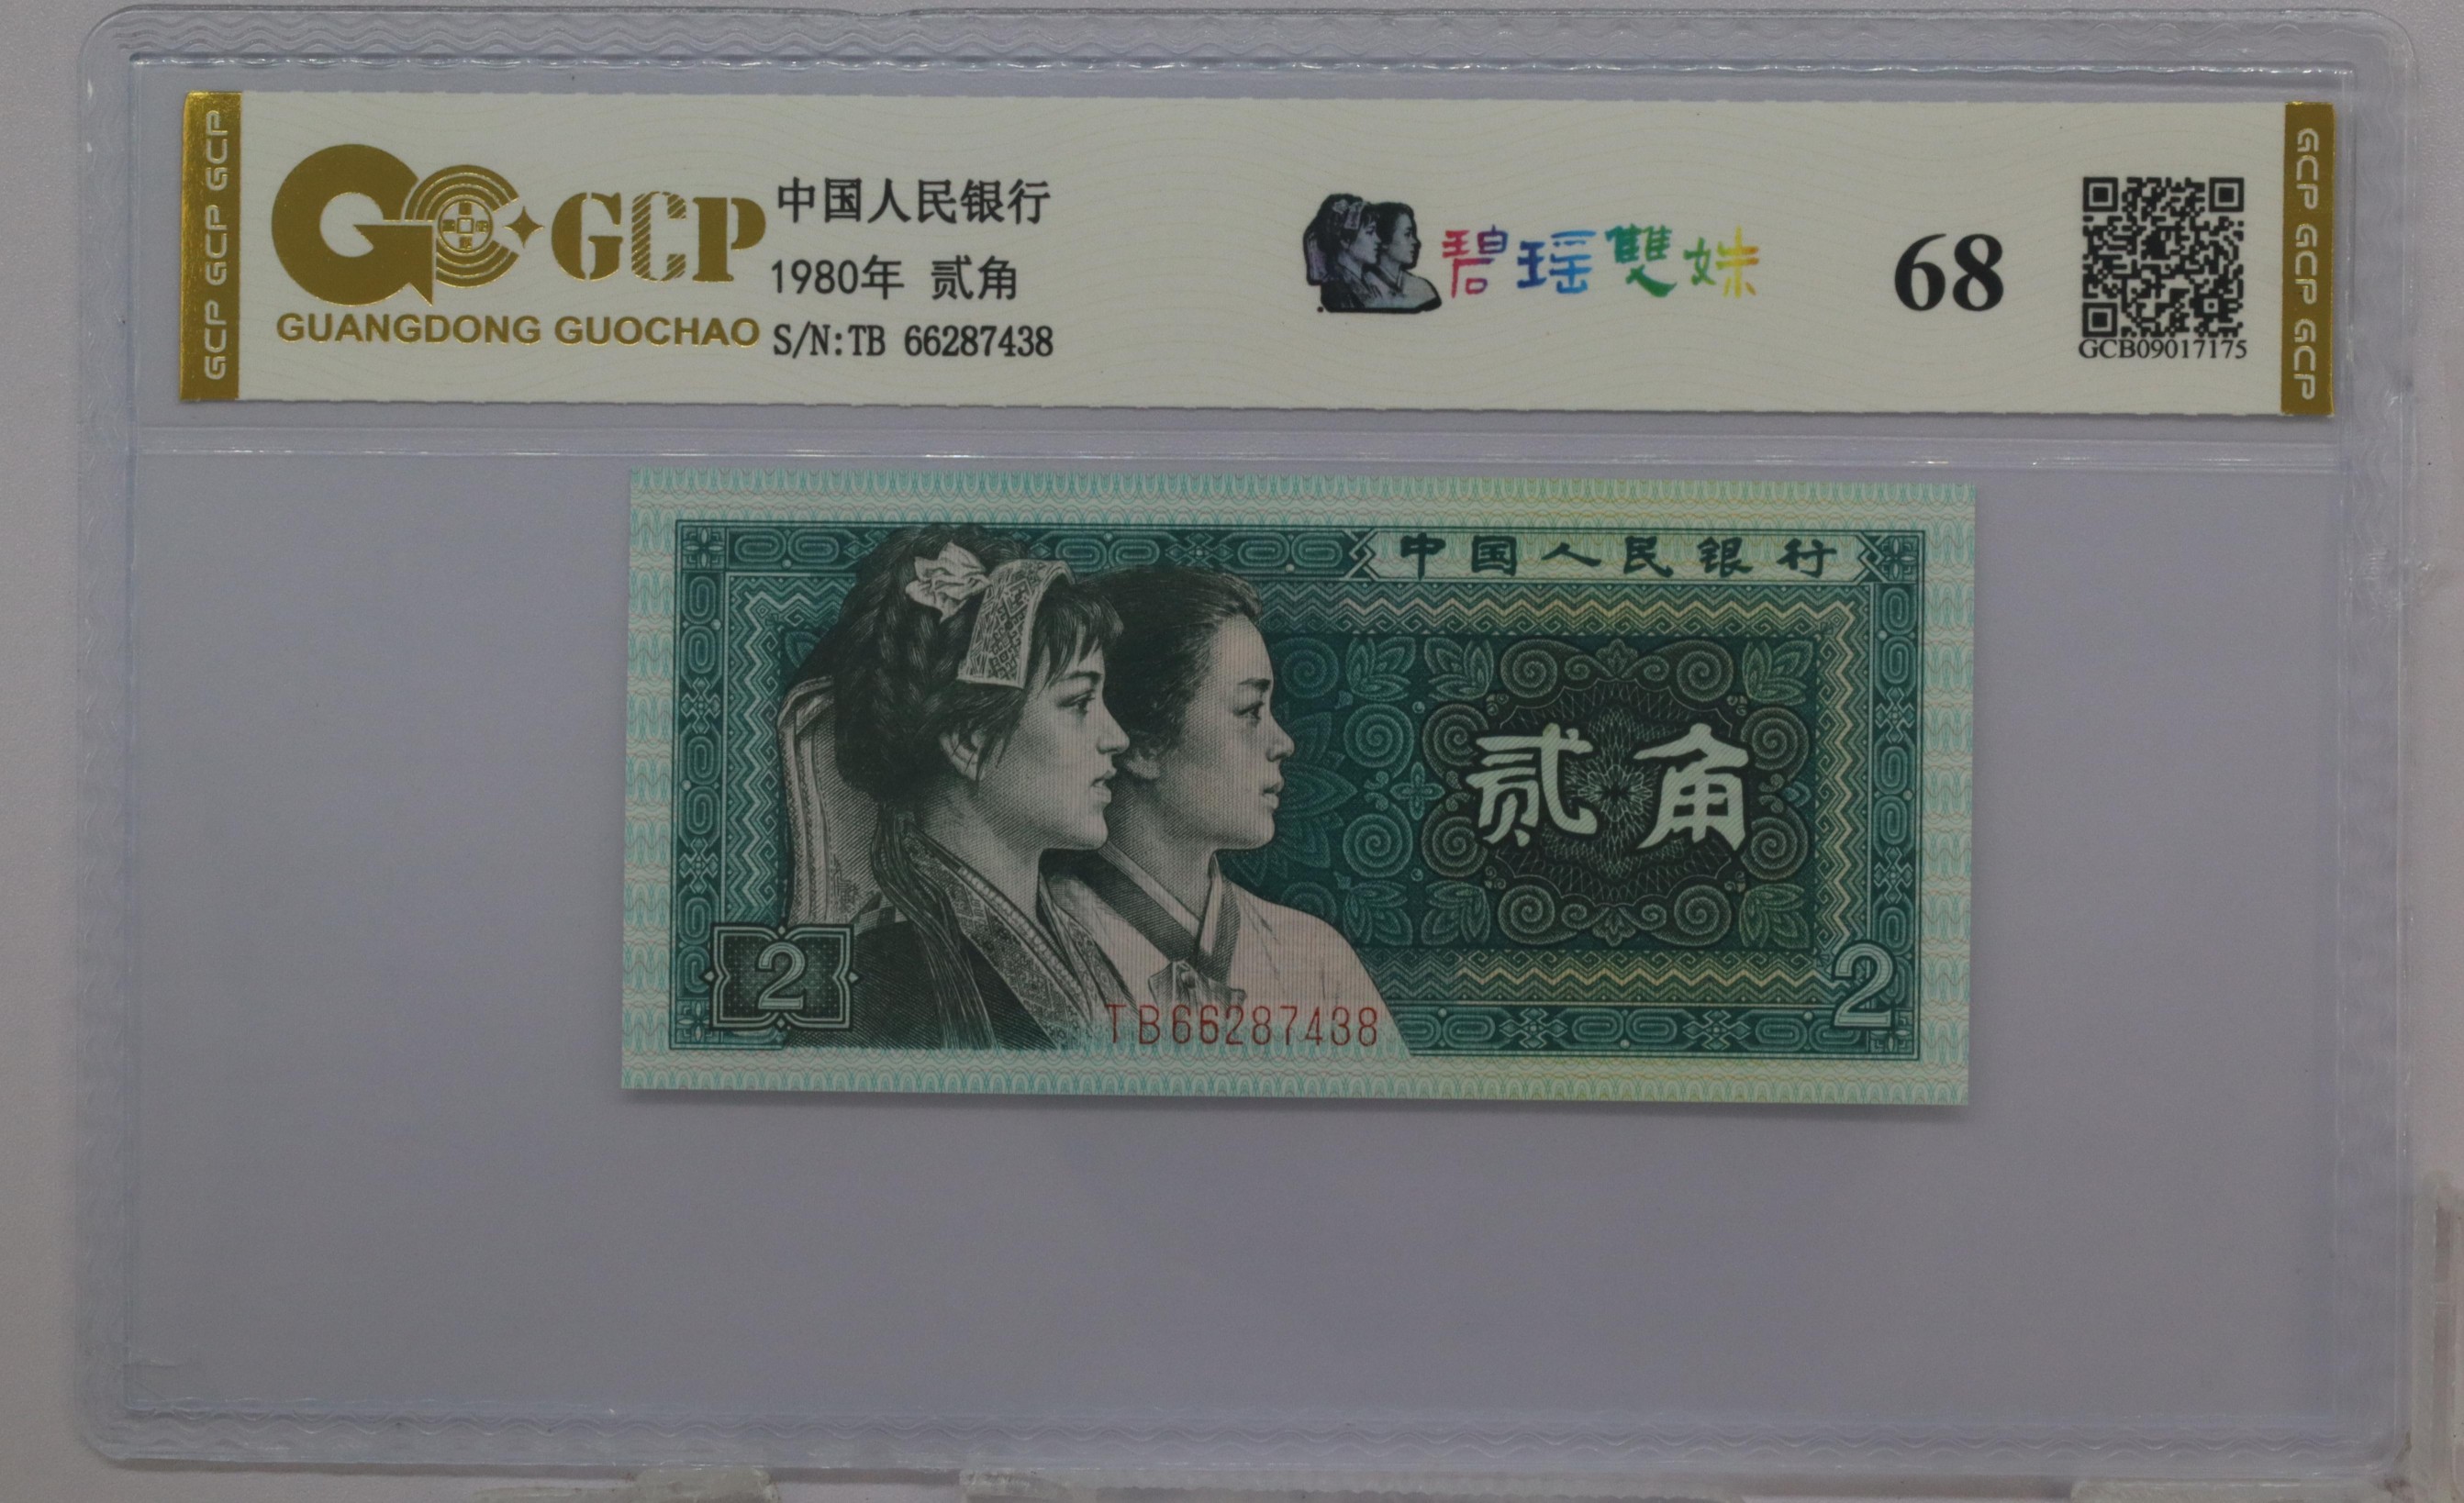 GCP GCP GCP
GCP
GUANGDONG GUOCHAO
中国人民银行
1980年 贰角
S/N:TB 66287438
碧瑶雙姝
68
GCB09017175
GCP GCP GCP
中国人民银行
贰角
2
2
TB66287438